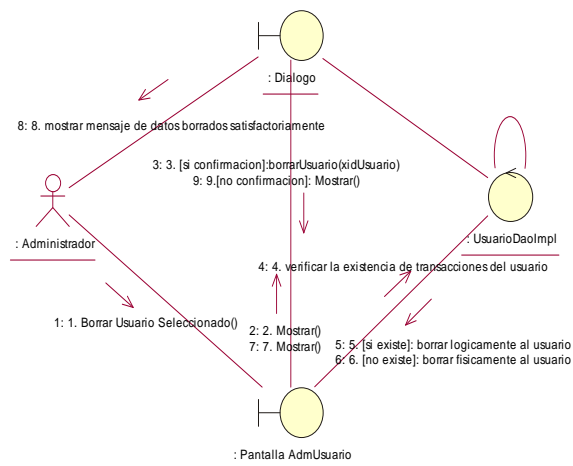 : Dialogo
8: 8. mostrar mensaje de datos borrados satisfactoriamente
3: 3. [si confirmacion]:borrarUsuario(xidUsuario)
9: 9.[no confirmacion]: Mostrar()
: Administrador
: UsuarioDaoImpl
4: 4. verificar la existencia de transacciones del usuario
1: 1. Borrar Usuario Seleccionado()
2: 2. Mostrar()
7: 7. Mostrar()
5: 5. [si existe]: borrar logicamente al usuario
6: 6. [no existe]: borrar fisicamente al usuario
: Pantalla AdmUsuario